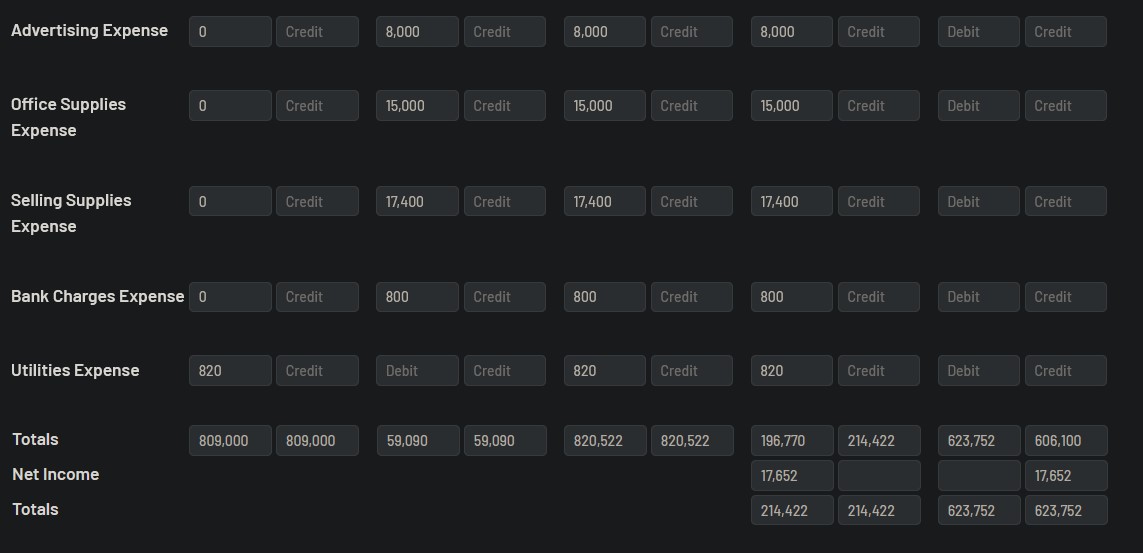 Advertising Expense 0 Credit 8,000 Credit 8,000 Credit 8,000 Credit Debit Credit
Office Supplies 0 Credit 15,000 Credit 15,000 Credit 15,000 Credit Debit Credit
Expense
Selling Supplies 0 Credit 17,400 Credit 17,400 Credit 17,400 Credit Debit Credit
Expense
Bank Charges Expense 0 Credit 800 Credit 800 Credit 800 Credit Debit Credit
Utilities Expense 820 Credit Debit Credit 820 Credit 820 Credit Debit Credit
Totals 809,000 809,000 59,090 59,090 820,522 820,522 196,770 214,422 623,752 606,100
Net Income 17,652 17,652
Totals 214,422 214,422 623,752 623,752